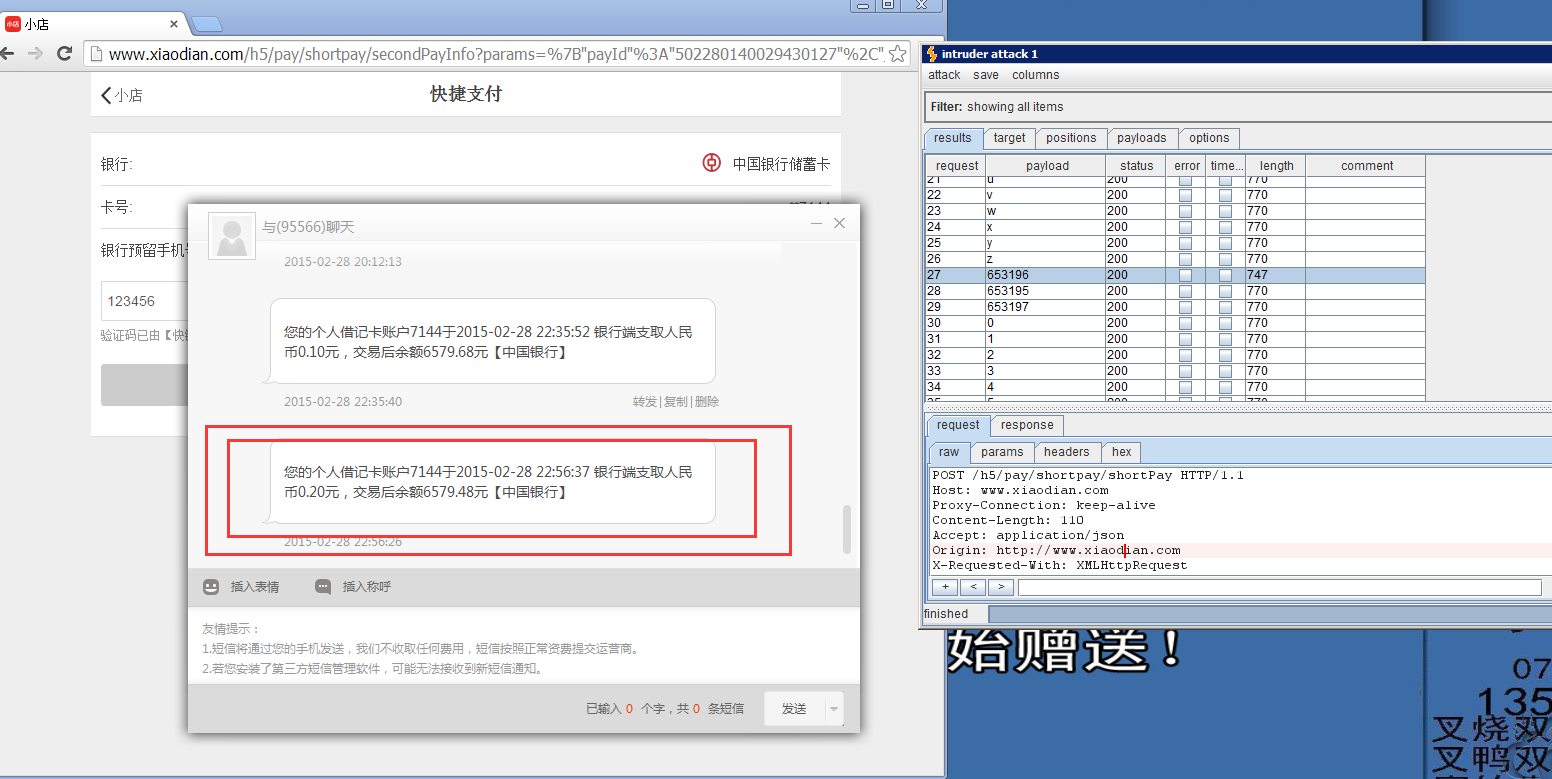 小店
小店
www.xiaodian.com/h5/pay/shortpay/secondPayInfo?params=%7B"payId"%3A"502280140029430127"%2C"
小店
快捷支付
银行:
中国银行储蓄卡
卡号:
银行预留手机
123456
验证码已由【快
与(95566)聊天
2015-02-28 20:12:13
您的个人借记卡账户7144于2015-02-28 22:35:52 银行端支取人民
币0.10元，交易后余额6579.68元【中国银行】
2015-02-28 22:35:40
转发|复制|删除
您的个人借记卡账户7144于2015-02-28 22:56:37 银行端支取人民
币0.20元，交易后余额6579.48元【中国银行】
2015-02-28 22:56:26
插入表情 插入称呼
友情提示：
1.短信将通过您的手机发送，我们不收取任何费用，短信按照正常资费提交运营商。
2.若您安装了第三方短信管理软件，可能无法接收到新短信通知。
已输入 0 个字，共 0 条短信
发送
intruder attack 1
attack save columns
Filter: showing all items
results target positions payloads options
request payload status error time... length comment
21 u 200 770
22 v 200 770
23 w 200 770
24 x 200 770
25 y 200 770
26 z 200 770
27 653196 200 747
28 653195 200 770
29 653197 200 770
30 0 200 770
31 1 200 770
32 2 200 770
33 3 200 770
34 4 200 770
request response
raw params headers hex
POST /h5/pay/shortpay/shortPay HTTP/1.1
Host: www.xiaodian.com
Proxy-Connection: keep-alive
Content-Length: 110
Accept: application/json
Origin: http://www.xiaodian.com
X-Requested-With: XMLHttpRequest
+ < >
finished
始赠送！
07
135
叉烧双
叉鸭双